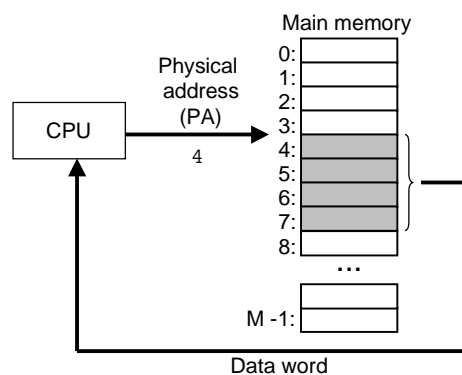 Main memory
Physical
address
(PA)
CPU
4
0:
1:
2:
3:
4:
5:
6:
7:
8:
...
M -1:
Data word